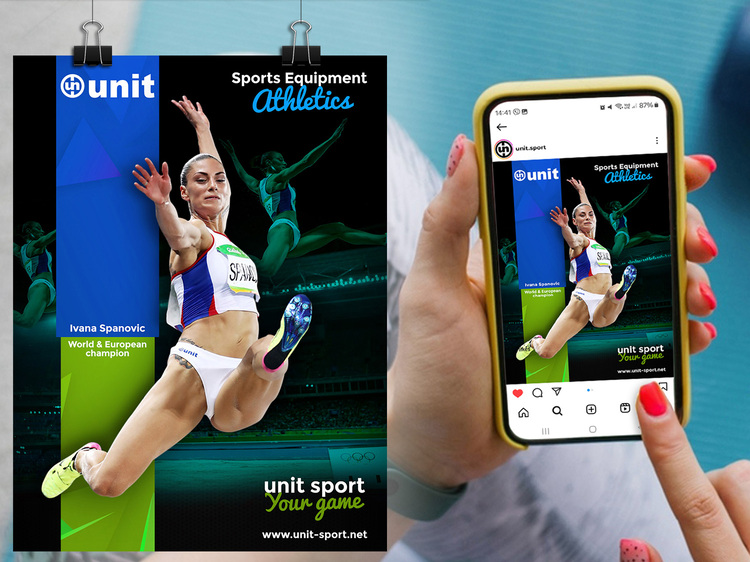 unit
Sports Equipment
Athletics
Ivana Spanovic
World & European
champion
unit
unit sport
Your game
www.unit-sport.net
14:41
87%
unit.sport
unit
Sports Equipment
Athletics
Ivana Spanovic
World & European
champion
unit sport
Your game
www.unit-sport.net